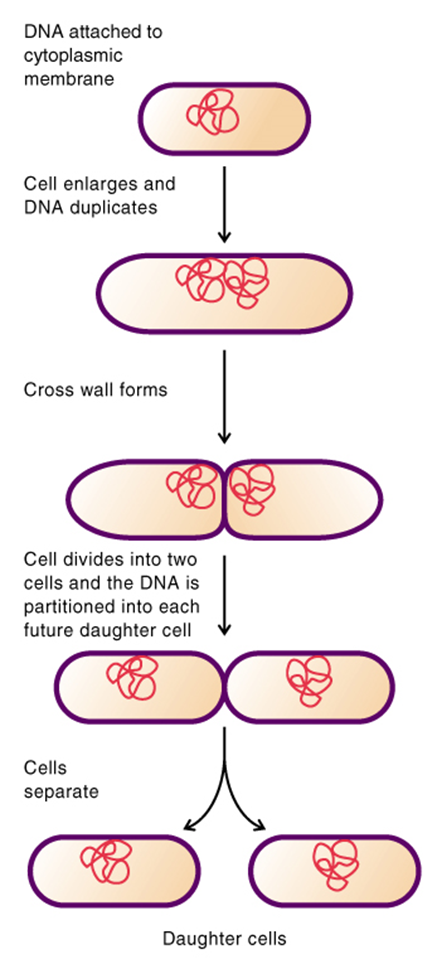 DNA attached to
cytoplasmic
membrane
Cell enlarges and
DNA duplicates
Cross wall forms
Cell divides into two
cells and the DNA is
partitioned into each
future daughter cell
Cells
separate
Daughter cells